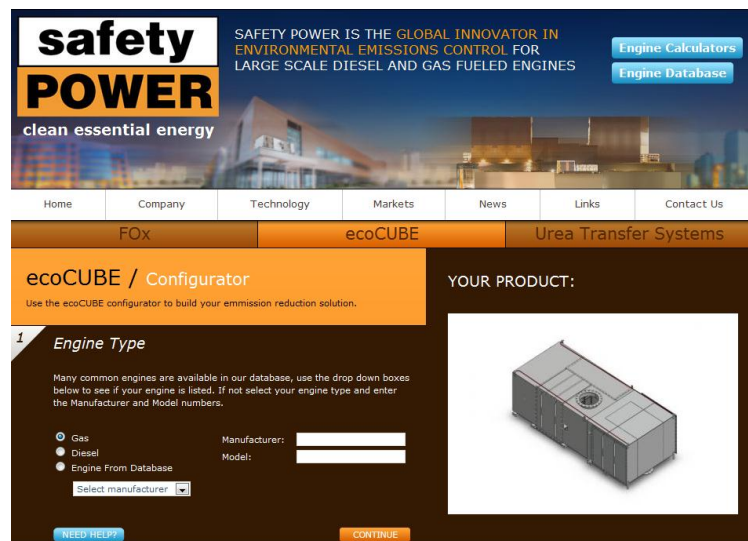 safety
POWER
clean essential energy
SAFETY POWER IS THE GLOBAL INNOVATOR IN
ENVIRONMENTAL EMISSIONS CONTROL FOR
LARGE SCALE DIESEL AND GAS FUELED ENGINES
Engine Calculators
Engine Database
Home Company Technology Markets News Links Contact Us
FOx ecoCUBE Urea Transfer Systems
ecoCUBE / Configurator
Use the ecoCUBE configurator to build your emmission reduction solution.
YOUR PRODUCT:
1 Engine Type
Many common engines are available in our database, use the drop down boxes
below to see if your engine is listed. If not select your engine type and enter
the Manufacturer and Model numbers.
Gas Manufacturer:
Diesel Model:
Engine From Database
Select manufacturer
NEED HELP? CONTINUE